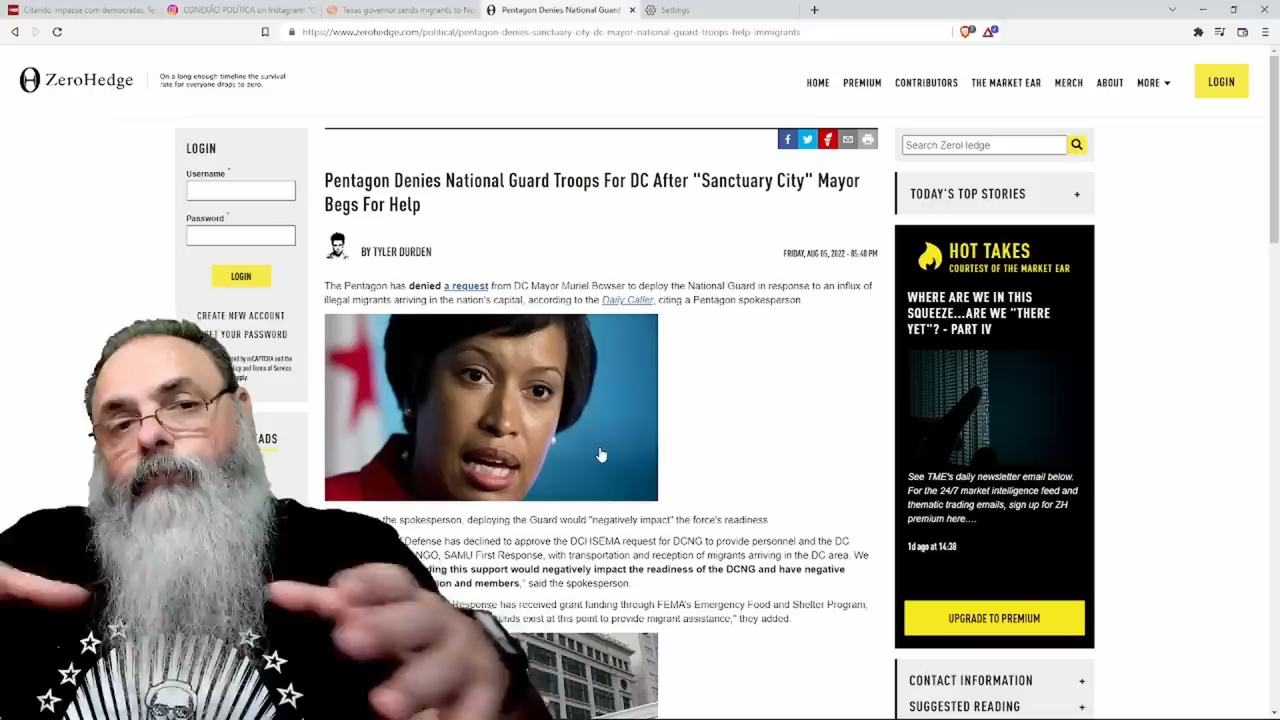 Citando impasse com democratas,
CONEXÃO POLÍTICA on Instagram: "C
Texas governor sends migrants to Ne
Pentagon Denies National Guard
Settings
https://www.zerohedge.com/political/pentagon-denies-sanctuary-city-dc-mayor-national-guard-troops-help-immigrants
ZeroHedge
On a long enough timeline the survival
rate for everyone drops to zero.
HOME
PREMIUM
CONTRIBUTORS
THE MARKET EAR
MERCH
ABOUT
MORE
LOGIN
LOGIN
Username *
Password *
LOGIN
CREATE NEW ACCOUNT
YOUR PASSWORD
by reCAPTCHA and the
Policy and Terms of Service
apply.
Pentagon Denies National Guard Troops For DC After "Sanctuary City" Mayor
Begs For Help
BY TYLER DURDEN
FRIDAY, AUG 05, 2022 - 05:40 PM
The Pentagon has denied a request from DC Mayor Muriel Bowser to deploy the National Guard in response to an influx of
illegal migrants arriving in the nation's capital, according to the Daily Caller, citing a Pentagon spokesperson.
the spokesperson, deploying the Guard would "negatively impact" the force's readiness.
Defense has declined to approve the DCHSEMA request for DCNG to provide personnel and the DC
NGO, SAMU First Response, with transportation and reception of migrants arriving in the DC area. We
this support would negatively impact the readiness of the DCNG and have negative
and members," said the spokesperson.
Response has received grant funding through FEMA's Emergency Food and Shelter Program,
exist at this point to provide migrant assistance," they added.
Search ZeroHedge
TODAY'S TOP STORIES +
HOT TAKES
COURTESY OF THE MARKET EAR
WHERE ARE WE IN THIS
SQUEEZE...ARE WE "THERE
YET"? - PART IV
See TME's daily newsletter email below.
For the 24/7 market intelligence feed and
thematic trading emails, sign up for ZH
premium here....
1d ago at 14:38
UPGRADE TO PREMIUM
CONTACT INFORMATION +
SUGGESTED READING +